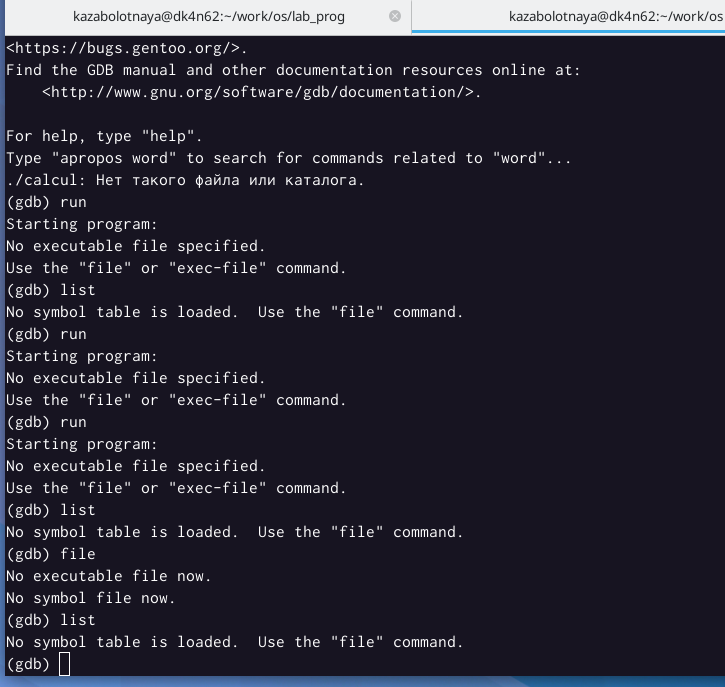 kazabolotnaya@dk4n62:~/work/os/lab_prog
kazabolotnaya@dk4n62:~/work/os
<https://bugs.gentoo.org/>.
Find the GDB manual and other documentation resources online at:
    <http://www.gnu.org/software/gdb/documentation/>.
For help, type "help".
Type "apropos word" to search for commands related to "word"...
./calcul: Нет такого файла или каталога.
(gdb) run
Starting program:
No executable file specified.
Use the "file" or "exec-file" command.
(gdb) list
No symbol table is loaded.  Use the "file" command.
(gdb) run
Starting program:
No executable file specified.
Use the "file" or "exec-file" command.
(gdb) run
Starting program:
No executable file specified.
Use the "file" or "exec-file" command.
(gdb) list
No symbol table is loaded.  Use the "file" command.
(gdb) file
No executable file now.
No symbol file now.
(gdb) list
No symbol table is loaded.  Use the "file" command.
(gdb)